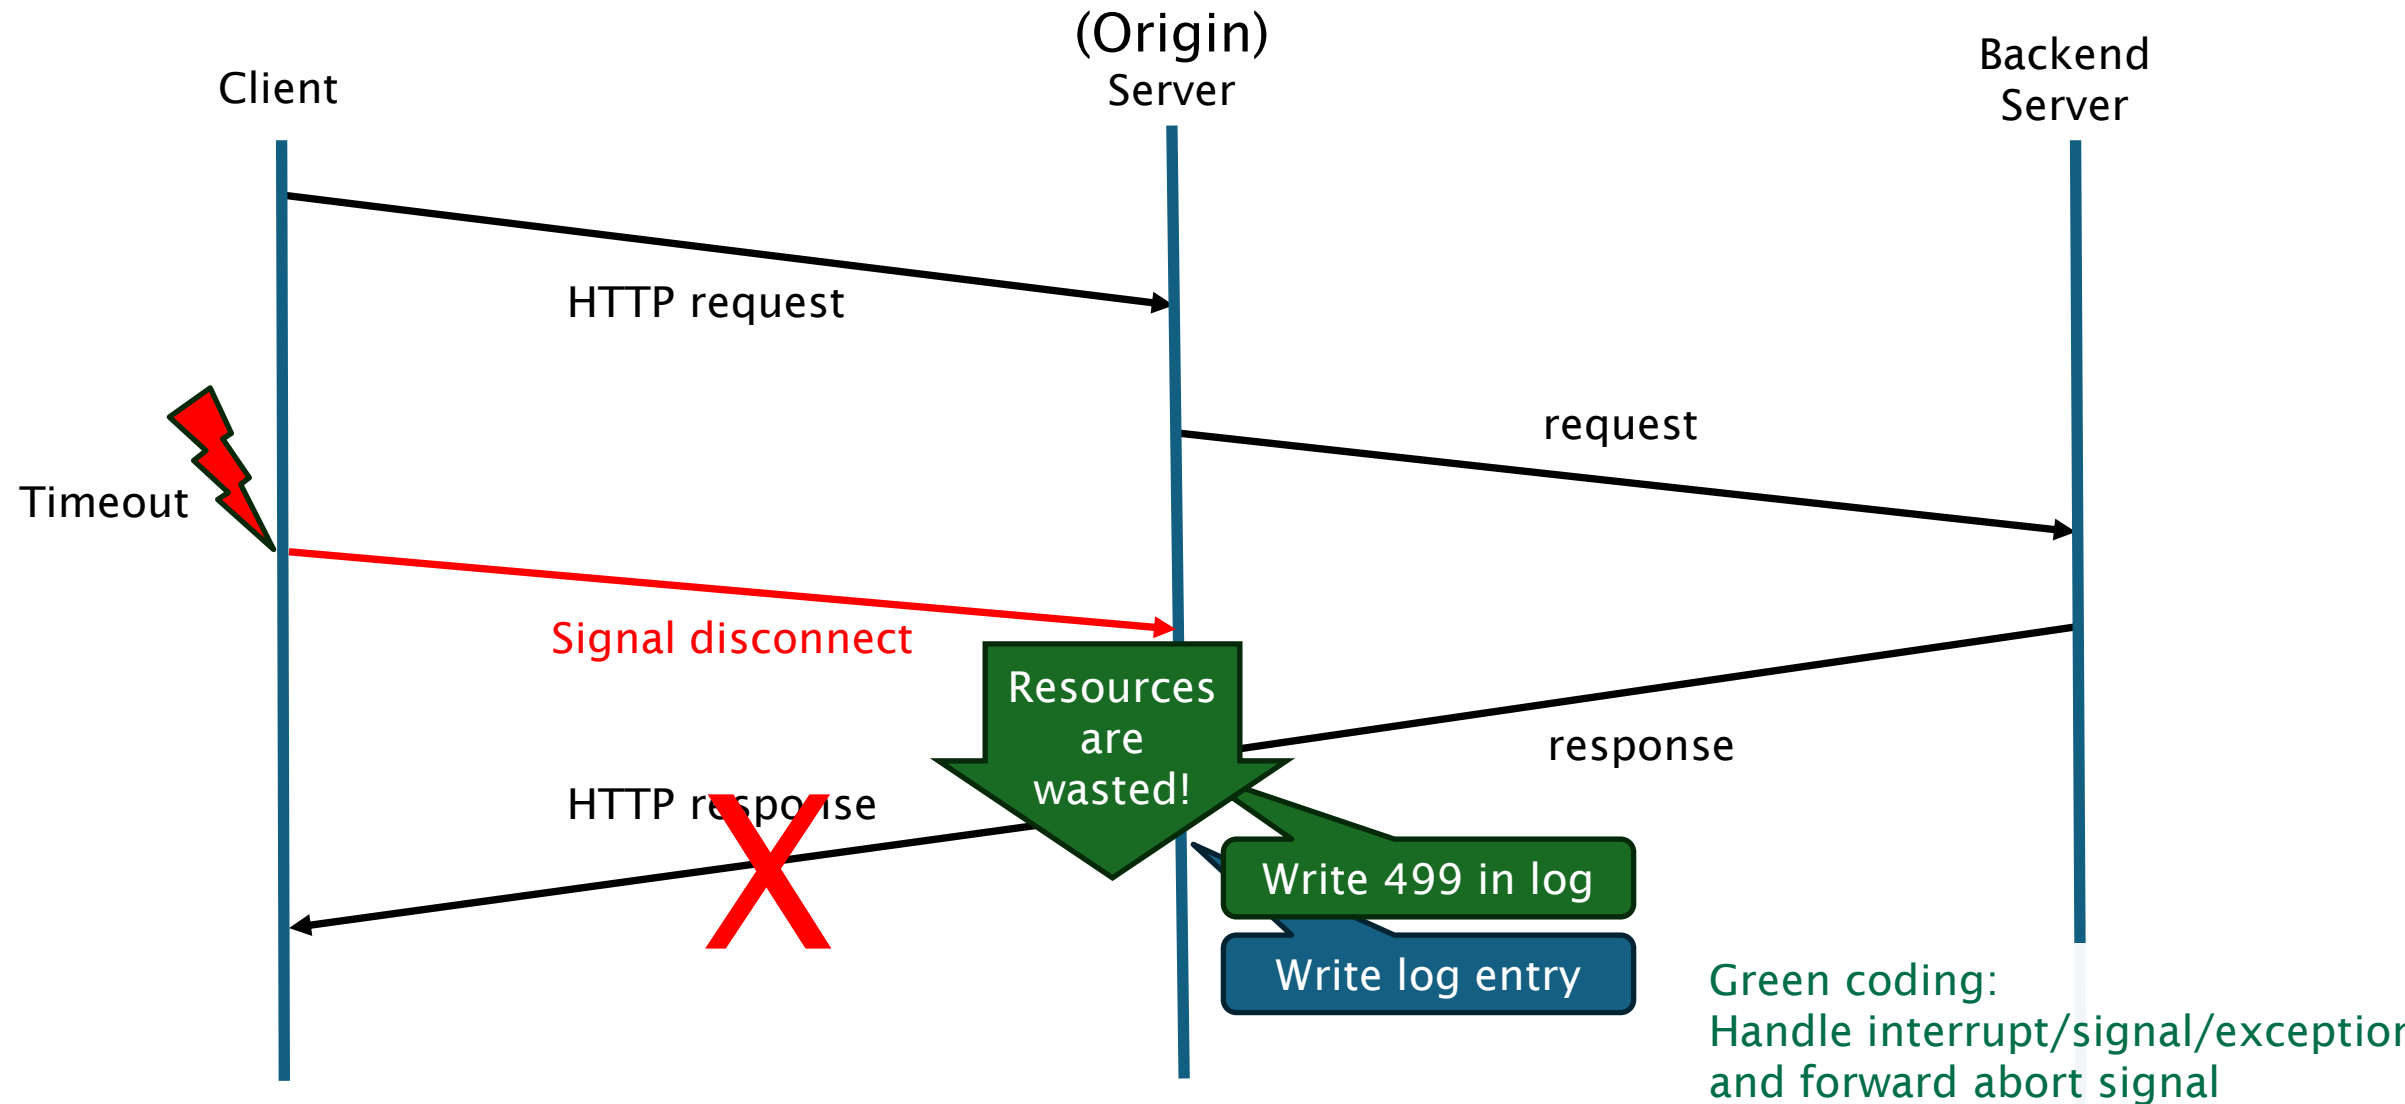 (Origin)
Server
Client
Backend
Server
HTTP request
request
Timeout
Signal disconnect
Resources
are
wasted!
response
HTTP response
Write 499 in log
Write log entry
Green coding:
Handle interrupt/signal/exception
and forward abort signal